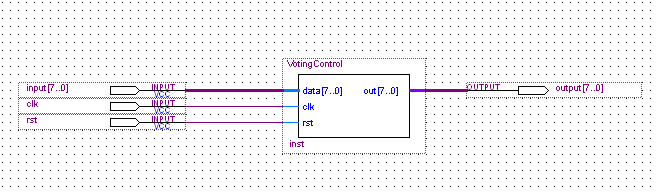 VotingControl
input[7..0] INPUT VCC data[7..0] out[7..0] OUTPUT output[7..0]
clk INPUT VCC clk
rst INPUT VCC rst
inst